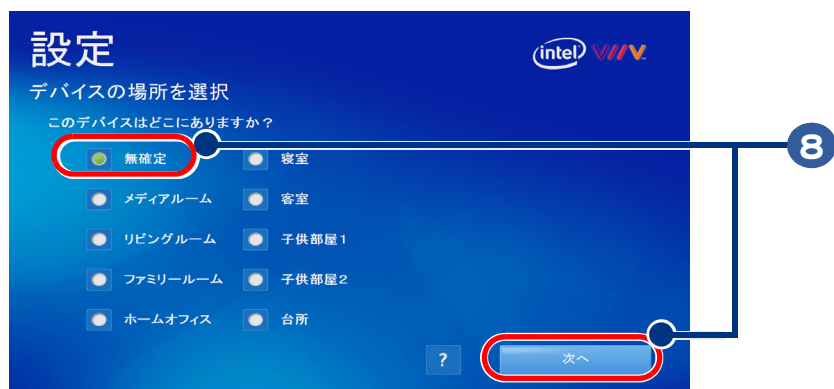 設定
intel VIIV
デバイスの場所を選択
このデバイスはどこにありますか？
無確定
寝室
メディアルーム
客室
リビングルーム
子供部屋1
ファミリールーム
子供部屋2
ホームオフィス
台所
?
次へ
8